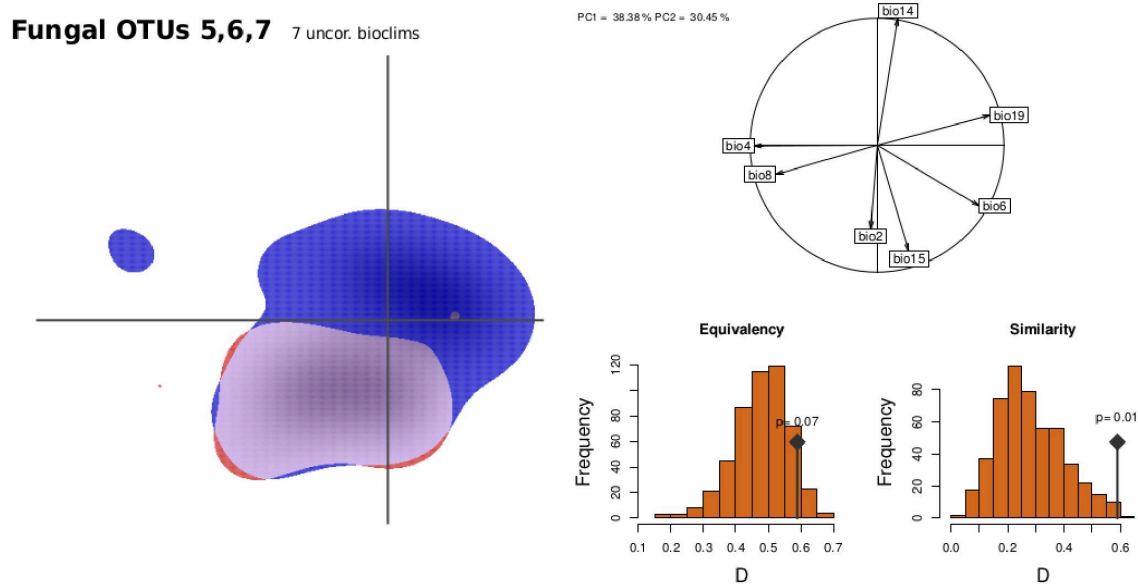 Fungal OTUs 5,6,7 7 uncor. bioclims
PC1 = 38.38 % PC2 = 30.45 %
bio14
bio19
bio4
bio8
bio6
bio2
bio15
Equivalency
Frequency
0 20 40 60 80 120
p= 0.07
0.1 0.2 0.3 0.4 0.5 0.6 0.7
D
Similarity
Frequency
0 20 40 60 80
p= 0.01
0.0 0.2 0.4 0.6
D